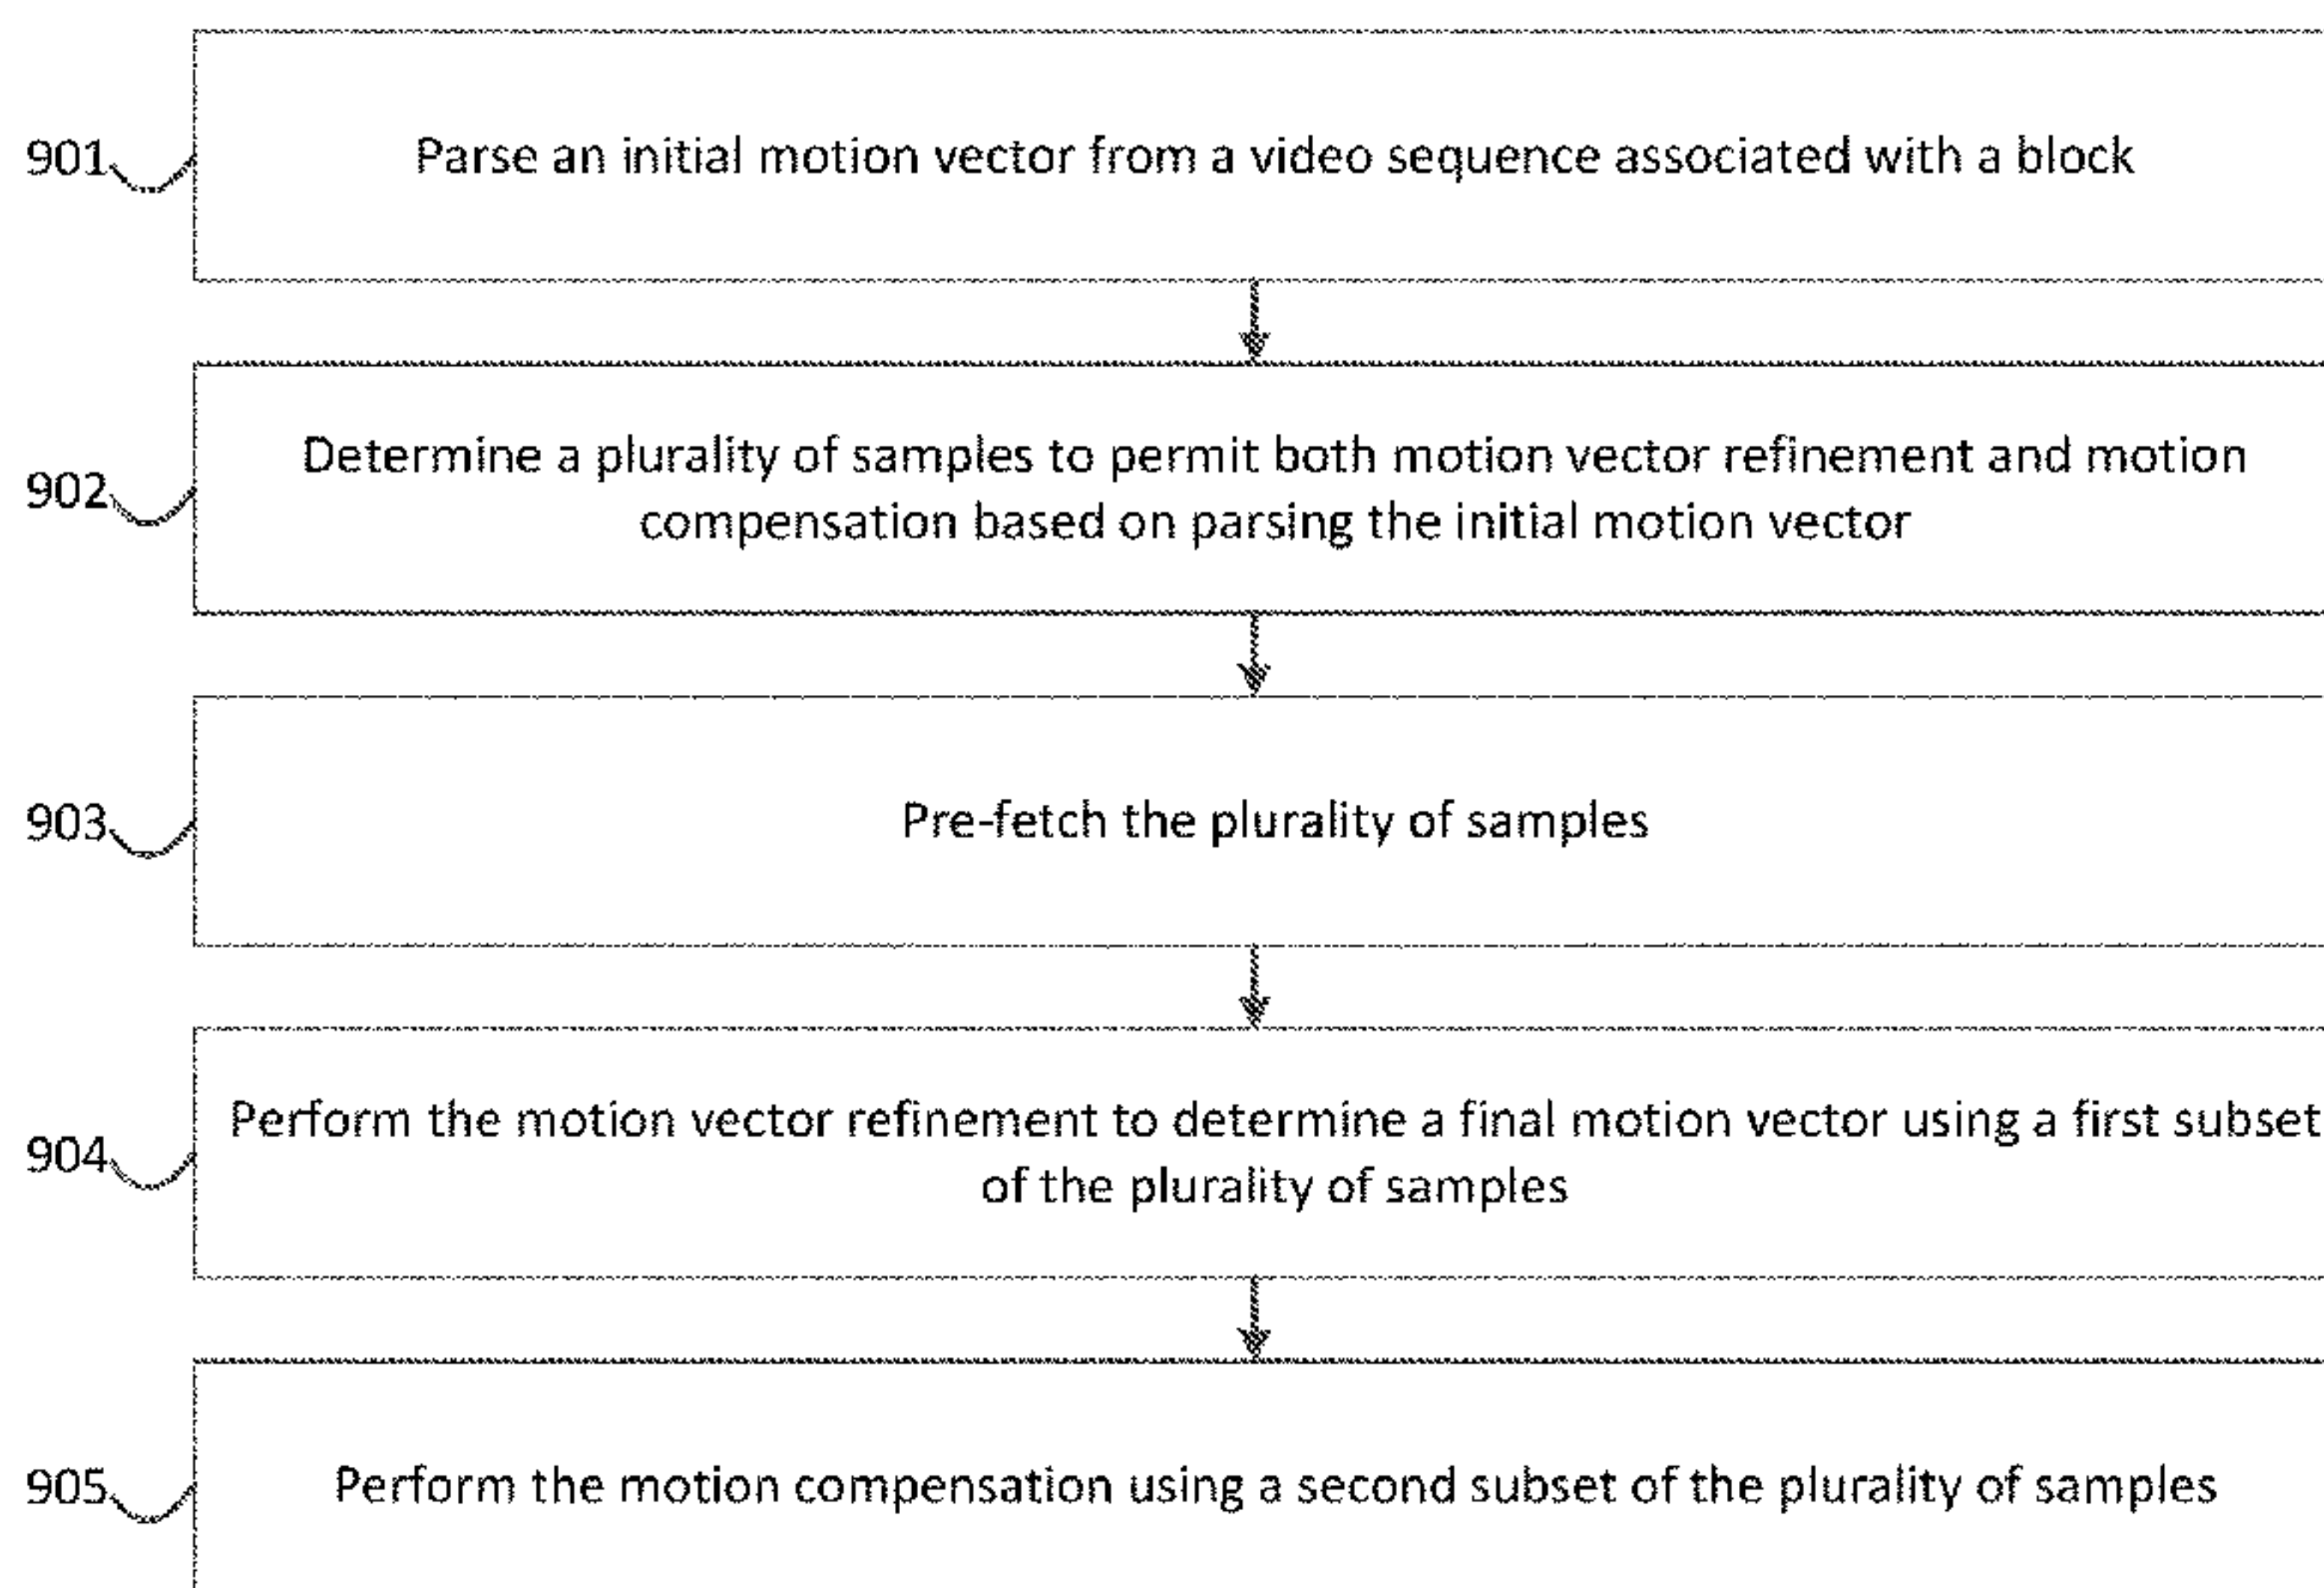 901
Parse an initial motion vector from a video sequence associated with a block
902
Determine a plurality of samples to permit both motion vector refinement and motion
compensation based on parsing the initial motion vector
903
Pre-fetch the plurality of samples
904
Perform the motion vector refinement to determine a final motion vector using a first subset
of the plurality of samples
905
Perform the motion compensation using a second subset of the plurality of samples